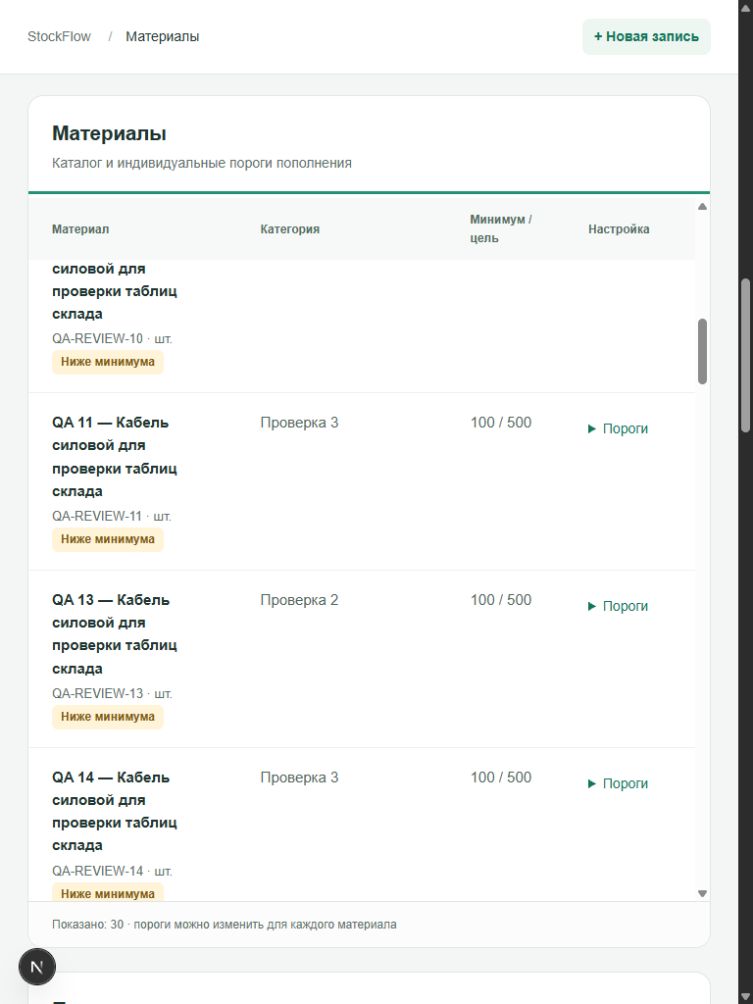 StockFlow / Материалы
+ Новая запись
Материалы
Каталог и индивидуальные пороги пополнения
Материал Категория Минимум / цель Настройка
силовой для
проверки таблиц
склада
QA-REVIEW-10 · шт.
Ниже минимума
QA 11 — Кабель
силовой для
проверки таблиц
склада
QA-REVIEW-11 · шт.
Ниже минимума
Проверка 3
100 / 500
▶ Пороги
QA 13 — Кабель
силовой для
проверки таблиц
склада
QA-REVIEW-13 · шт.
Ниже минимума
Проверка 2
100 / 500
▶ Пороги
QA 14 — Кабель
силовой для
проверки таблиц
склада
QA-REVIEW-14 · шт.
Ниже минимума
Проверка 3
100 / 500
▶ Пороги
Показано: 30 · пороги можно изменить для каждого материала
N